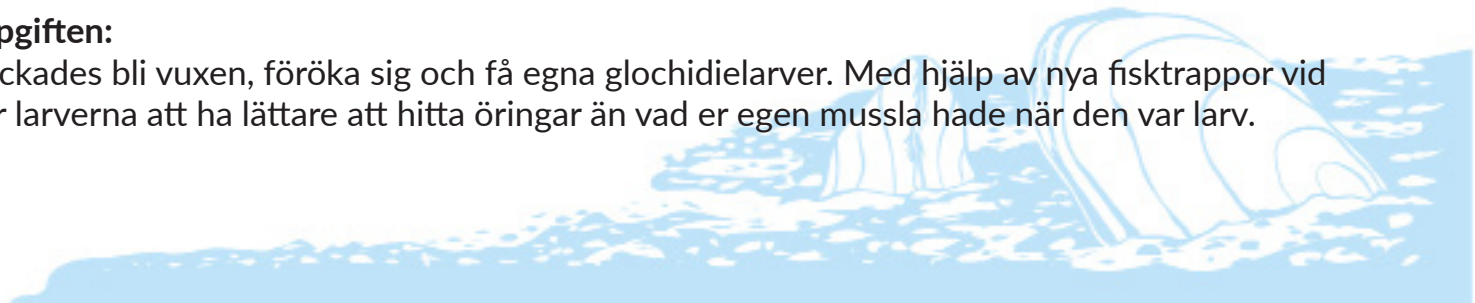 pgiften:
ckades bli vuxen, föröka sig och få egna glochidielarver. Med hjälp av nya fisktrappor vid
r larverna att ha lättare att hitta öringar än vad er egen mussla hade när den var larv.